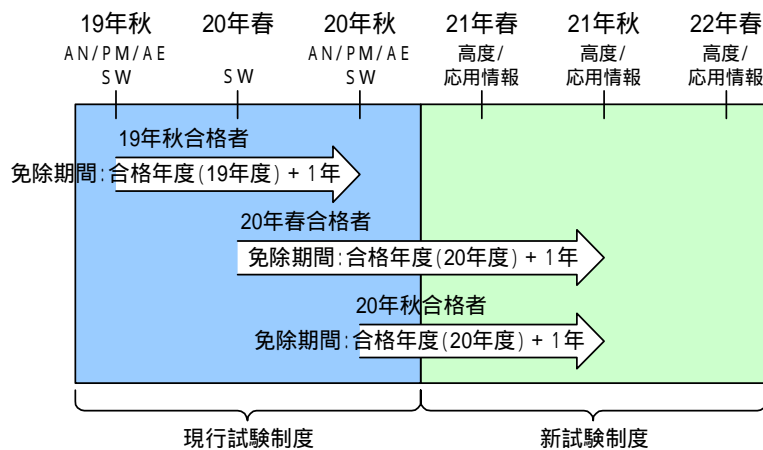 19年秋 20年春 20年秋 21年春 21年秋 22年春
AN/PM/AE AN/PM/AE 高度/ 高度/ 高度/
SW SW SW 応用情報 応用情報 応用情報
19年秋合格者
免除期間:合格年度(19年度) + 1年
20年春合格者
免除期間:合格年度(20年度) + 1年
20年秋合格者
免除期間:合格年度(20年度) + 1年
現行試験制度 新試験制度